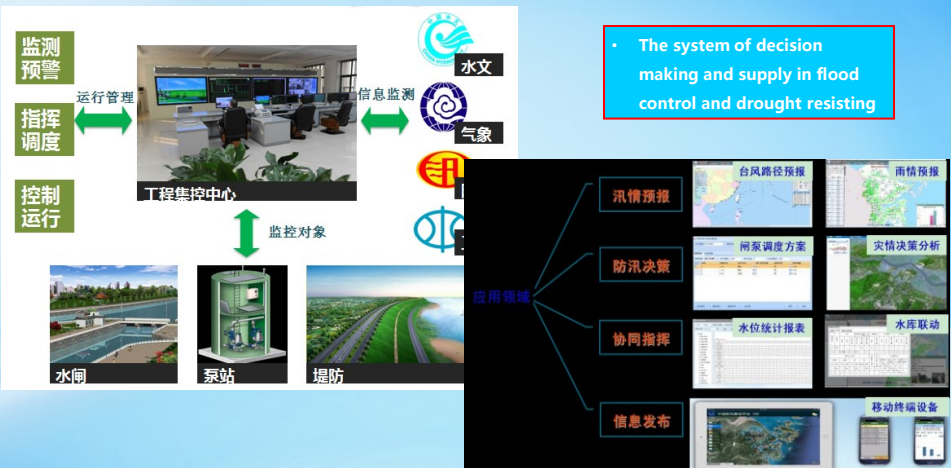 监测
预警
指挥
调度
控制
运行
运行管理
信息监测
水文
气象
工程集控中心
监控对象
水闸
泵站
堤防
• The system of decision
making and supply in flood
control and drought resisting
应用领域
汛情预报
防汛决策
协同指挥
信息发布
台风路径预报
雨情预报
闸泵调度方案
灾情决策分析
水位统计报表
水库联动
移动终端设备